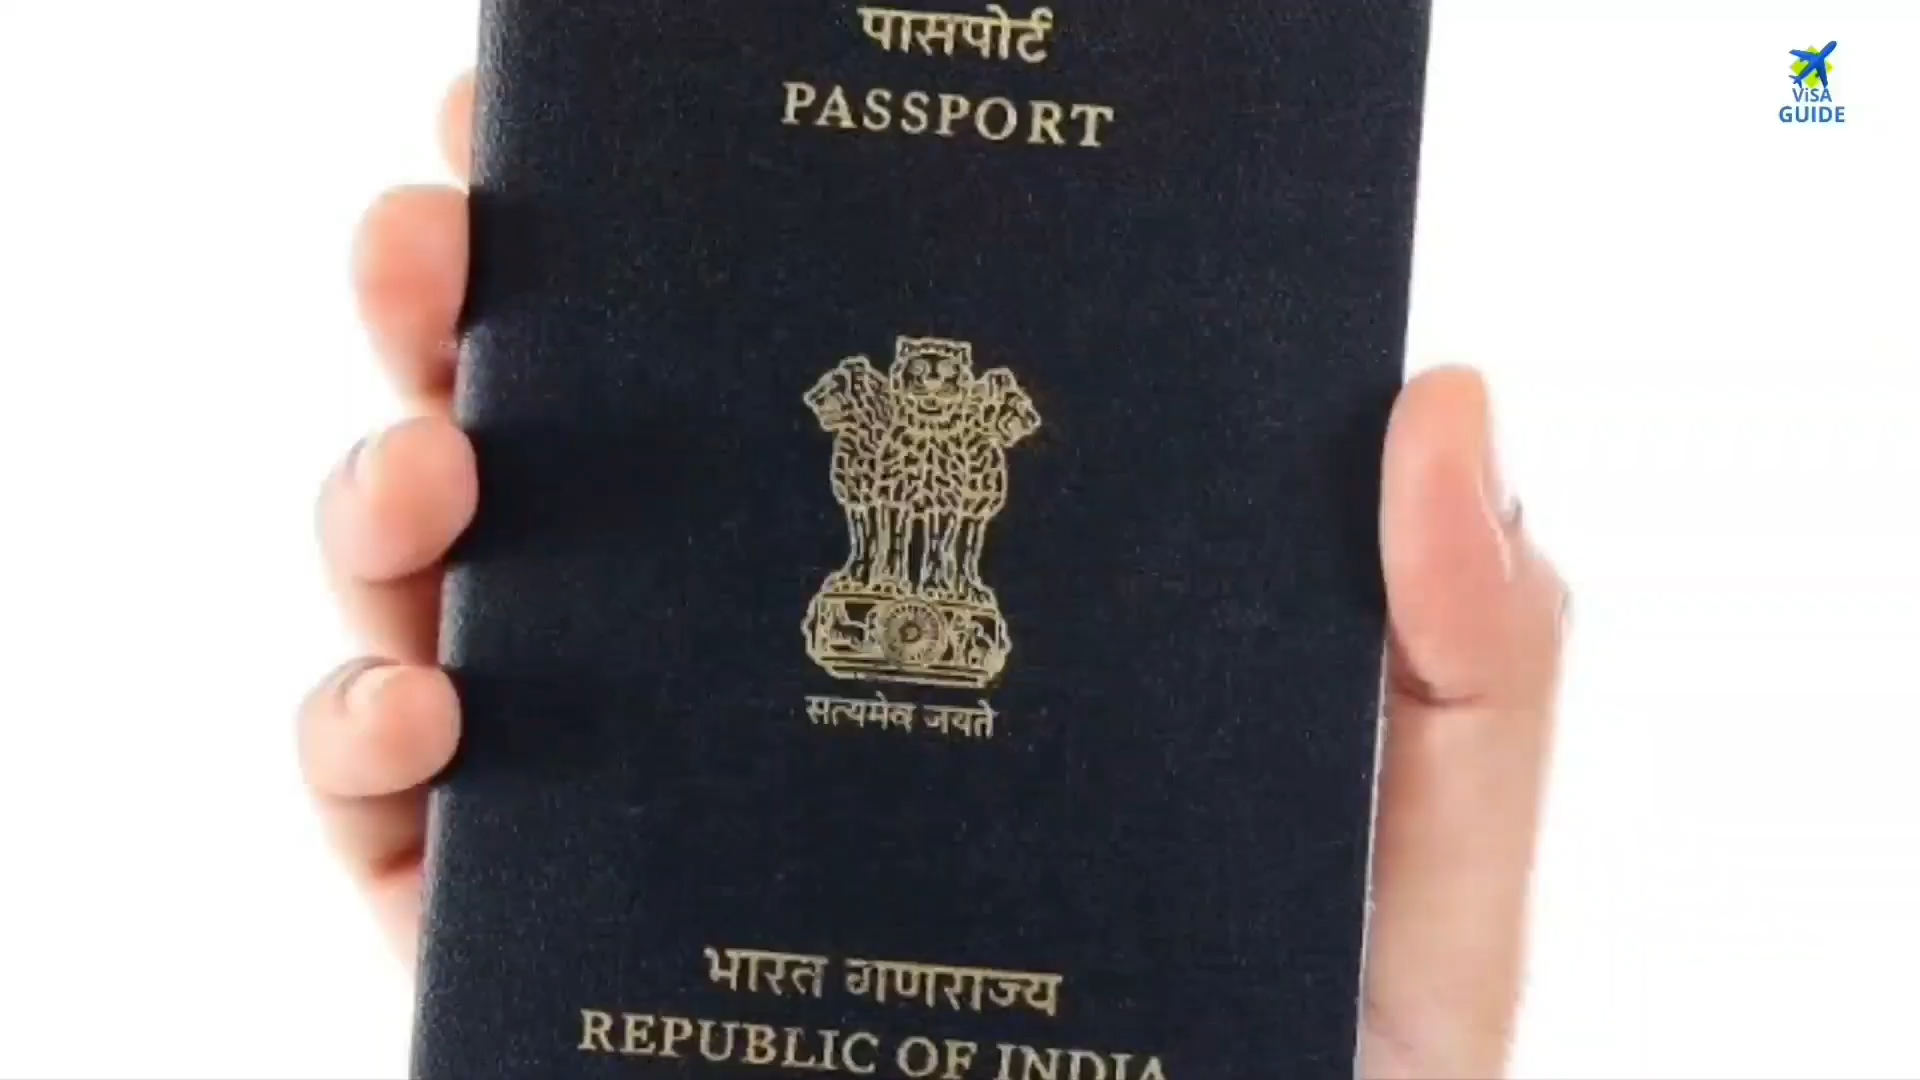 पासपोर्ट
PASSPORT
ViSA
GUIDE
सत्यमेव जयते
भारत गणराज्य
REPUBLIC OF INDIA